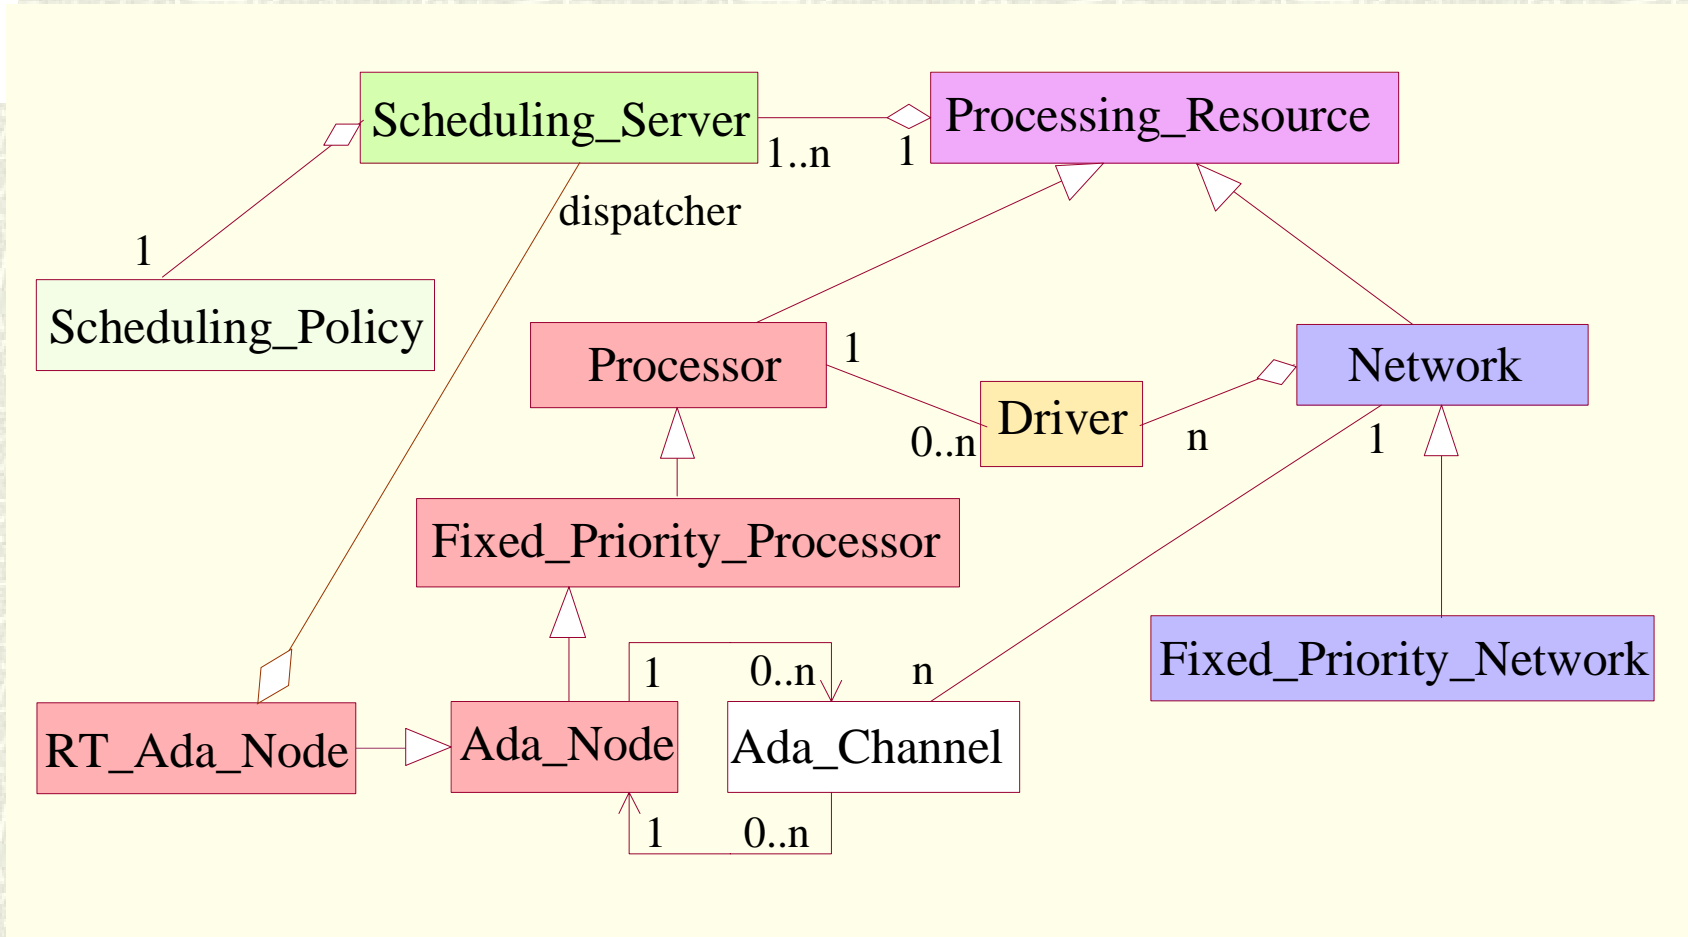 Scheduling_Server
Processing_Resource
1..n
1
dispatcher
1
Scheduling_Policy
Processor
1
Network
Driver
0..n
n
1
Fixed_Priority_Processor
Fixed_Priority_Network
1
0..n
n
RT_Ada_Node
Ada_Node
Ada_Channel
1
0..n